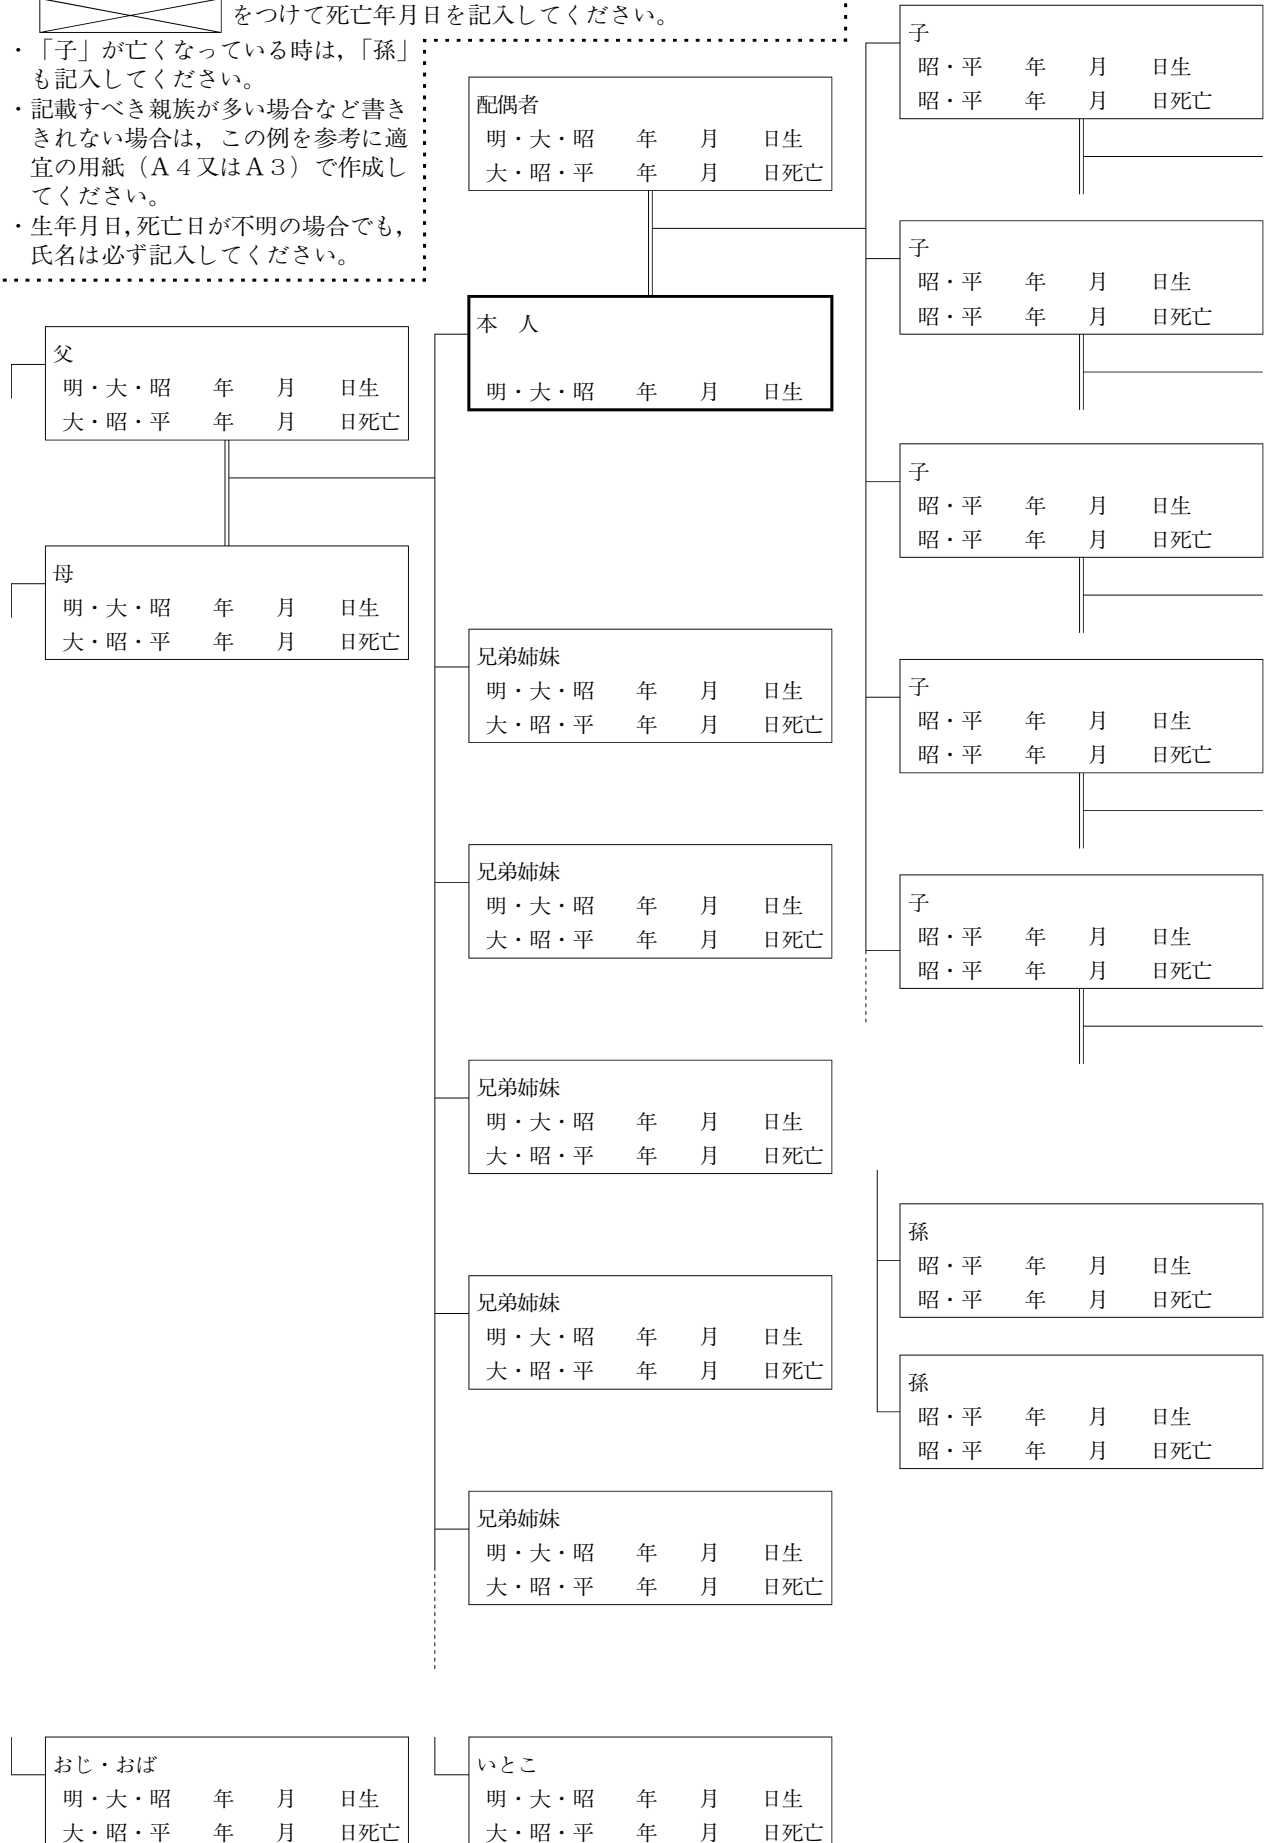 をつけて死亡年月日を記入してください。
・「子」が亡くなっている時は，「孫」
も記入してください。
・記載すべき親族が多い場合など書き
きれない場合は，この例を参考に適
宜の用紙（Ａ４又はＡ３）で作成し
てください。
・生年月日，死亡日が不明の場合でも，
氏名は必ず記入してください。
配偶者
明・大・昭　年　月　日生
大・昭・平　年　月　日死亡
本　人
明・大・昭　年　月　日生
父
明・大・昭　年　月　日生
大・昭・平　年　月　日死亡
母
明・大・昭　年　月　日生
大・昭・平　年　月　日死亡
兄弟姉妹
明・大・昭　年　月　日生
大・昭・平　年　月　日死亡
兄弟姉妹
明・大・昭　年　月　日生
大・昭・平　年　月　日死亡
兄弟姉妹
明・大・昭　年　月　日生
大・昭・平　年　月　日死亡
兄弟姉妹
明・大・昭　年　月　日生
大・昭・平　年　月　日死亡
兄弟姉妹
明・大・昭　年　月　日生
大・昭・平　年　月　日死亡
子
昭・平　年　月　日生
昭・平　年　月　日死亡
子
昭・平　年　月　日生
昭・平　年　月　日死亡
子
昭・平　年　月　日生
昭・平　年　月　日死亡
子
昭・平　年　月　日生
昭・平　年　月　日死亡
子
昭・平　年　月　日生
昭・平　年　月　日死亡
孫
昭・平　年　月　日生
昭・平　年　月　日死亡
孫
昭・平　年　月　日生
昭・平　年　月　日死亡
おじ・おば
明・大・昭　年　月　日生
大・昭・平　年　月　日死亡
いとこ
明・大・昭　年　月　日生
大・昭・平　年　月　日死亡